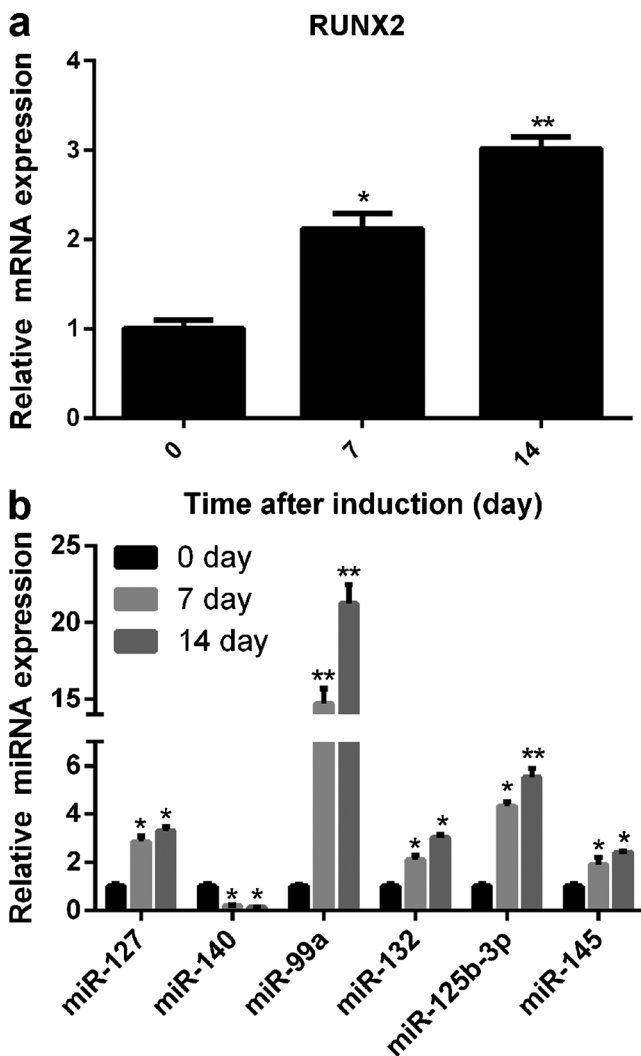 a
RUNX2
Relative mRNA expression
4
3
2
1
0
*
**
0
7
14
Time after induction (day)
b
Relative miRNA expression
25
20
15
6
4
2
0
0 day
7 day
14 day
* *
* *
** **
* *
* **
* *
miR-127
miR-140
miR-99a
miR-132
miR-125b-3p
miR-145